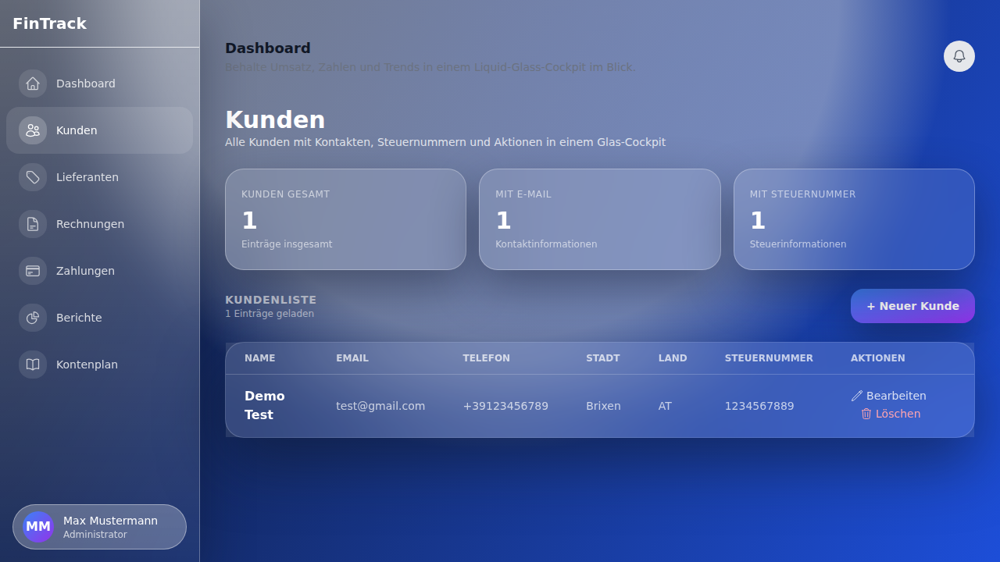 FinTrack
Dashboard
Kunden
Lieferanten
Rechnungen
Zahlungen
Berichte
Kontenplan
MM
Max Mustermann
Administrator
Dashboard
Behalte Umsatz, Zahlen und Trends in einem Liquid-Glass-Cockpit im Blick.
Kunden
Alle Kunden mit Kontakten, Steuernummern und Aktionen in einem Glas-Cockpit
KUNDEN GESAMT
1
Einträge insgesamt
MIT E-MAIL
1
Kontaktinformationen
MIT STEUERNUMMER
1
Steuerinformationen
KUNDENLISTE
1 Einträge geladen
+ Neuer Kunde
NAME EMAIL TELEFON STADT LAND STEUERNUMMER AKTIONEN
Demo
Test
test@gmail.com +39123456789 Brixen AT 1234567889
Bearbeiten
Löschen